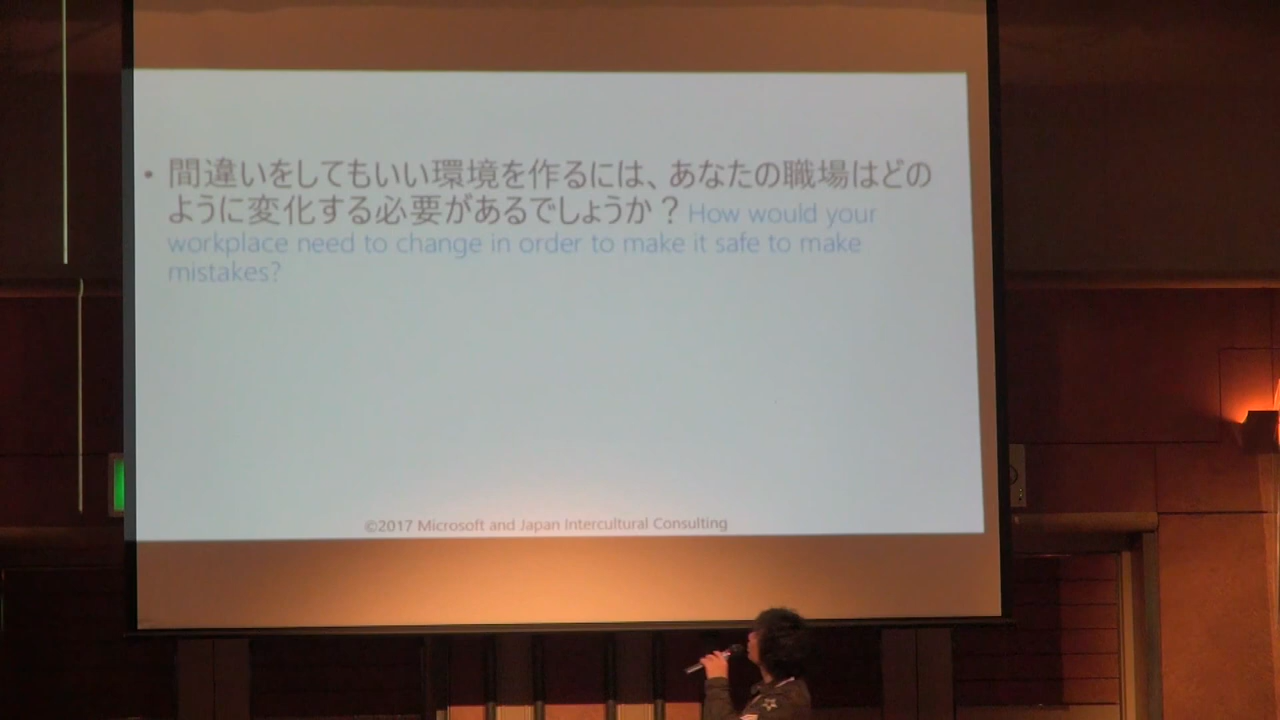 • 間違いをしてもいい環境を作るには、あなたの職場はどの
ように変化する必要があるでしょうか？How would your
workplace need to change in order to make it safe to make
mistakes?
©2017 Microsoft and Japan Intercultural Consulting